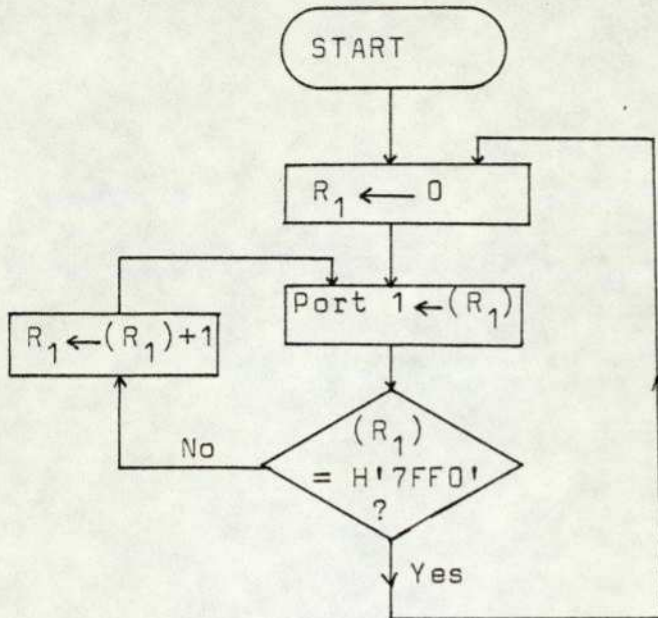 START
R₁ ← 0
Port 1 ← (R₁)
R₁ ← (R₁)+1
No
(R₁)
= H'7FF0'
?
Yes